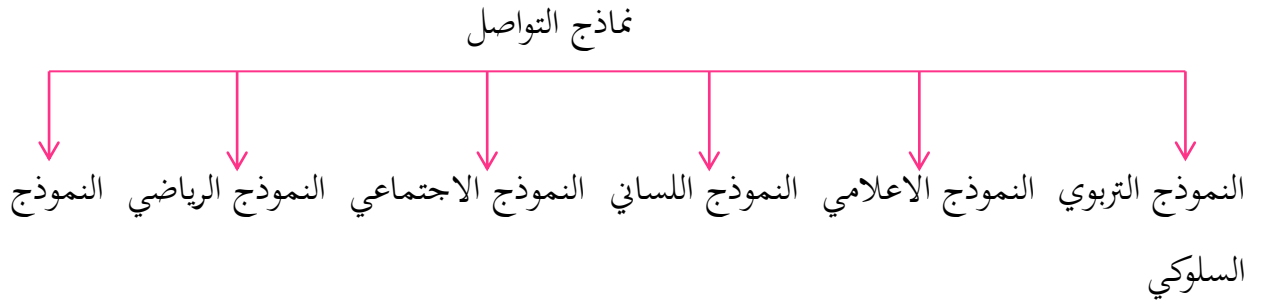 نماذج التواصل
النموذج التربوي النموذج الاعلامي النموذج اللساني النموذج الاجتماعي النموذج الرياضي النموذج
السلوكي